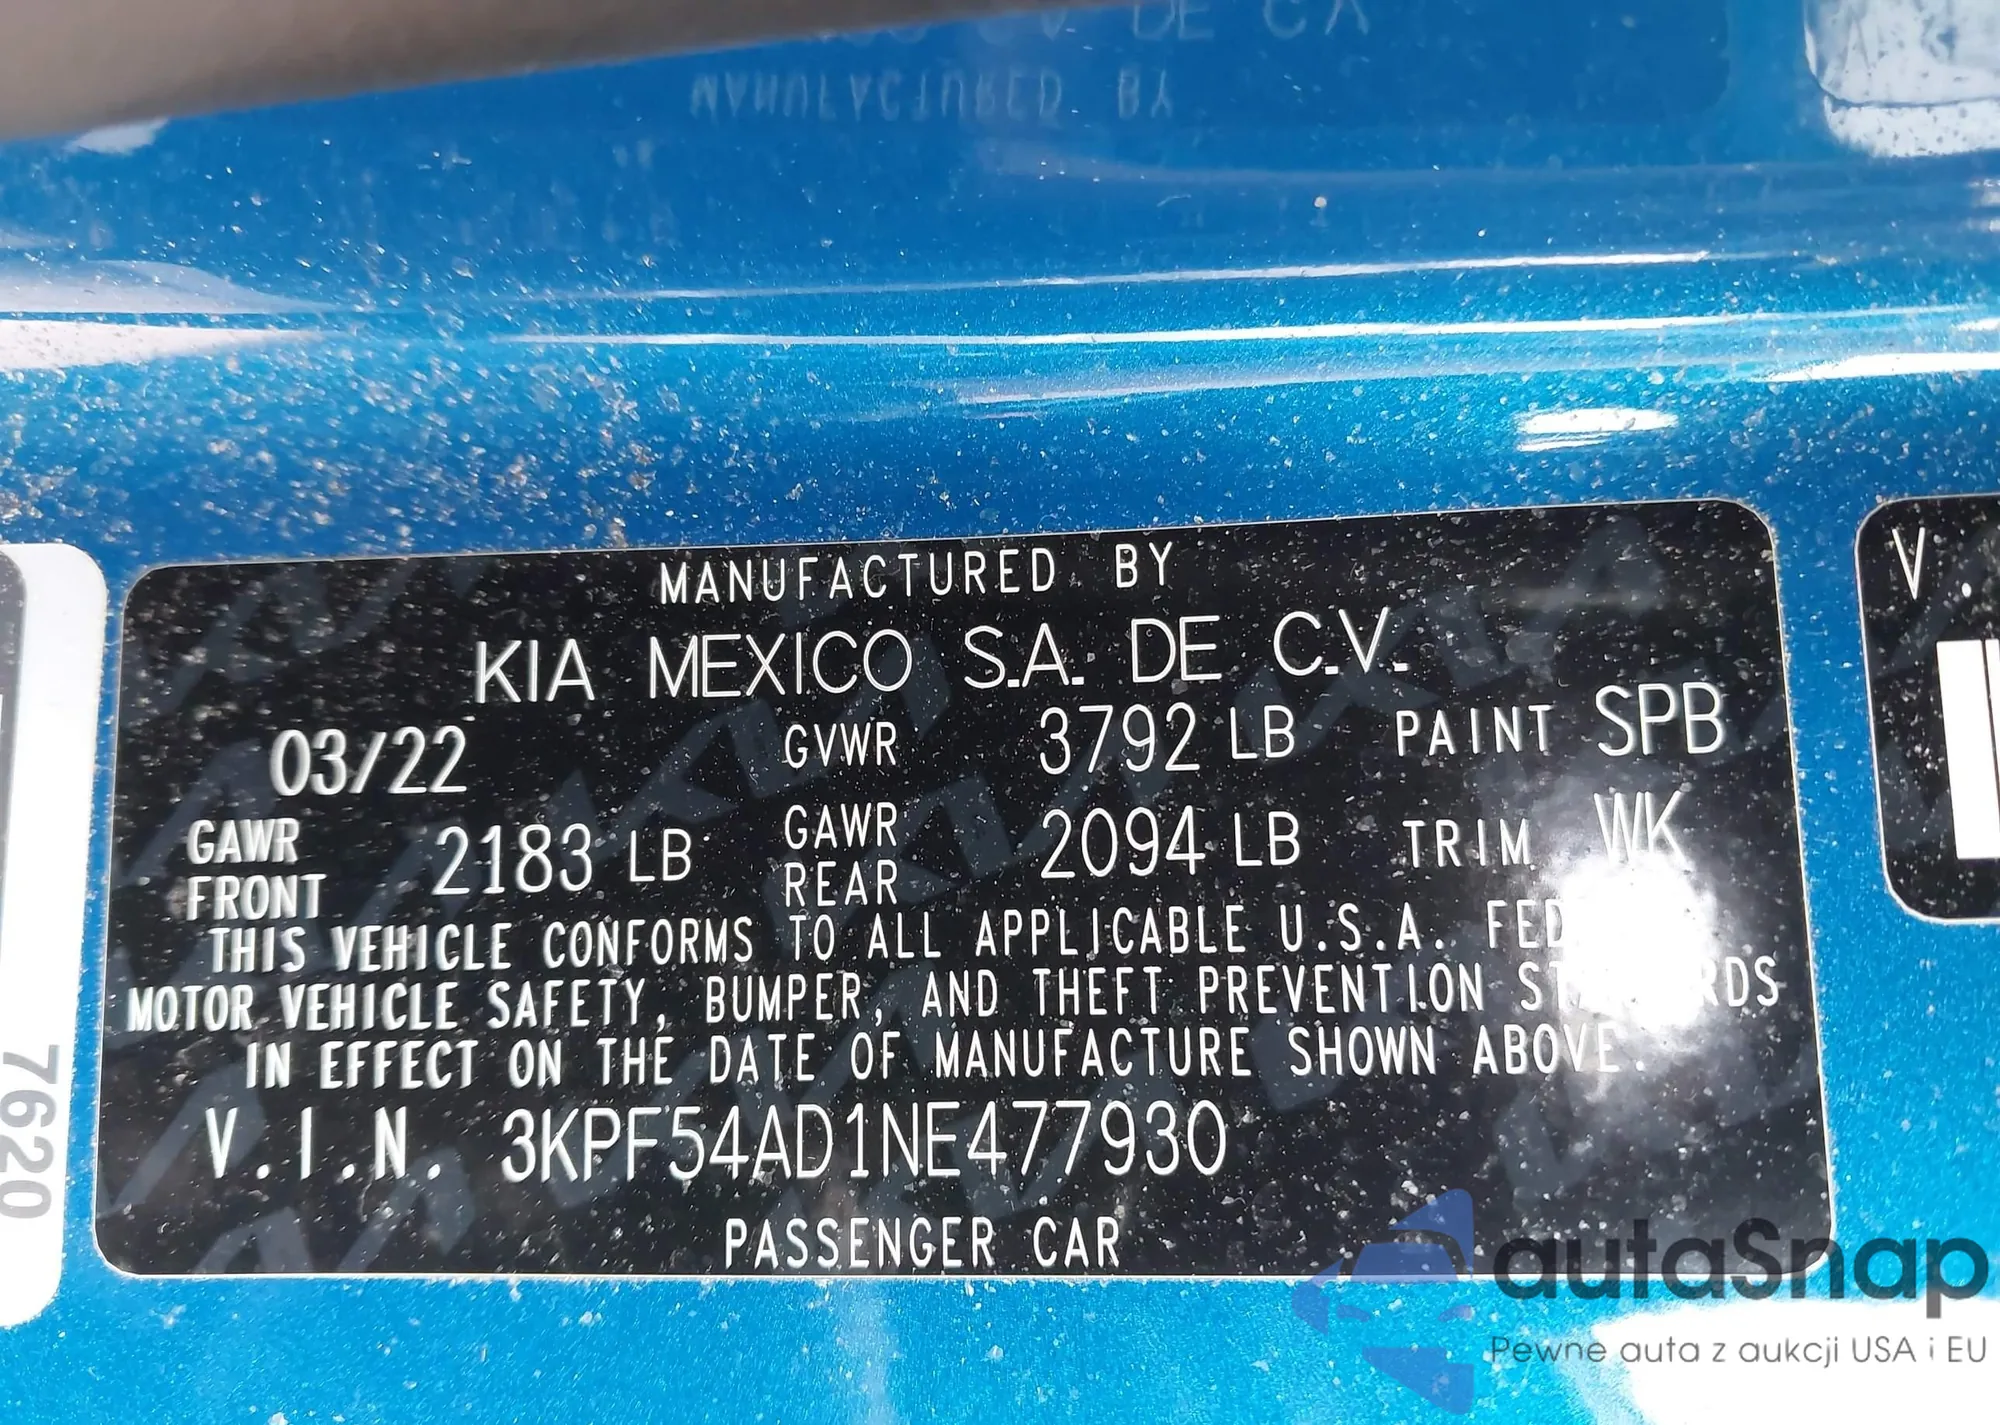 MANUFACTURED BY
KIA MEXICO S.A. DE C.V.
03/22 GVWR 3792 LB PAINT SPB
GAWR FRONT 2183 LB GAWR REAR 2094 LB TRIM WK
THIS VEHICLE CONFORMS TO ALL APPLICABLE U.S.A.
MOTOR VEHICLE SAFETY, BUMPER, AND THEFT PREVENTION
IN EFFECT ON THE DATE OF MANUFACTURE SHOWN ABOVE.
V.I.N. 3KPF54AD1NE477930
PASSENGER CAR
V.
7620
autaSnap
Pewne auta z aukcji USA i EU